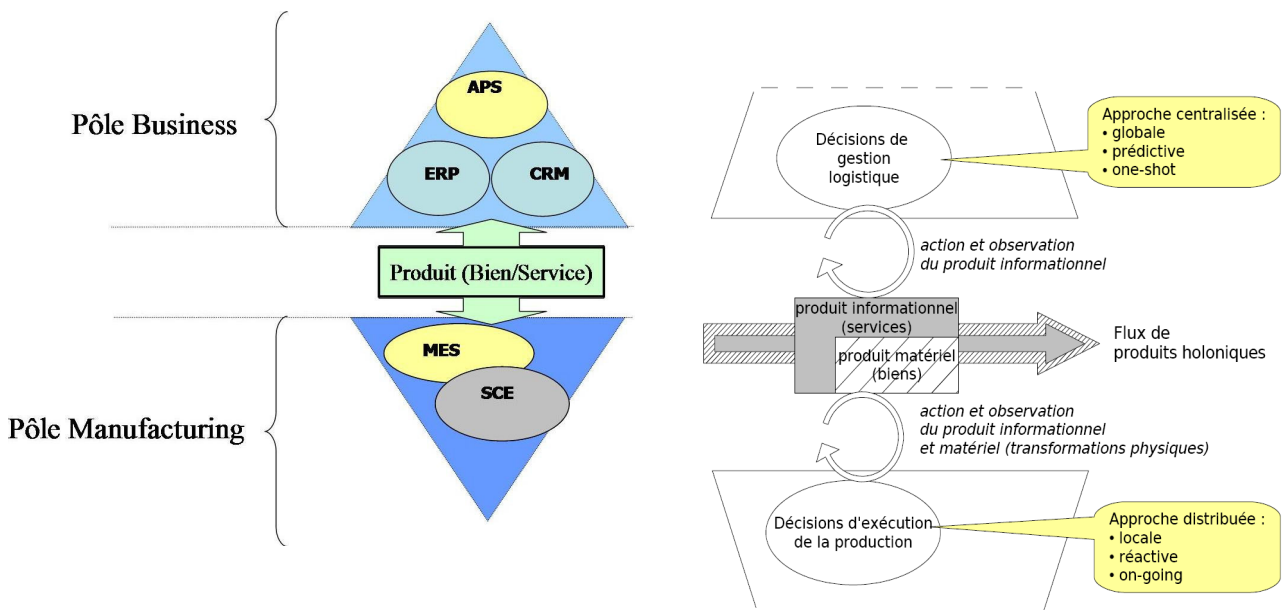 Pôle Business
APS
ERP
CRM
Produit (Bien/Service)
MES
SCE
Pôle Manufacturing
Décisions de
gestion
logistique
Approche centralisée :
• globale
• prédictive
• one-shot
action et observation
du produit informationnel
produit informationnel
(services)
produit matériel
(biens)
Flux de
produits holoniques
action et observation
du produit informationnel
et matériel (transformations physiques)
Décisions d'exécution
de la production
Approche distribuée :
• locale
• réactive
• on-going